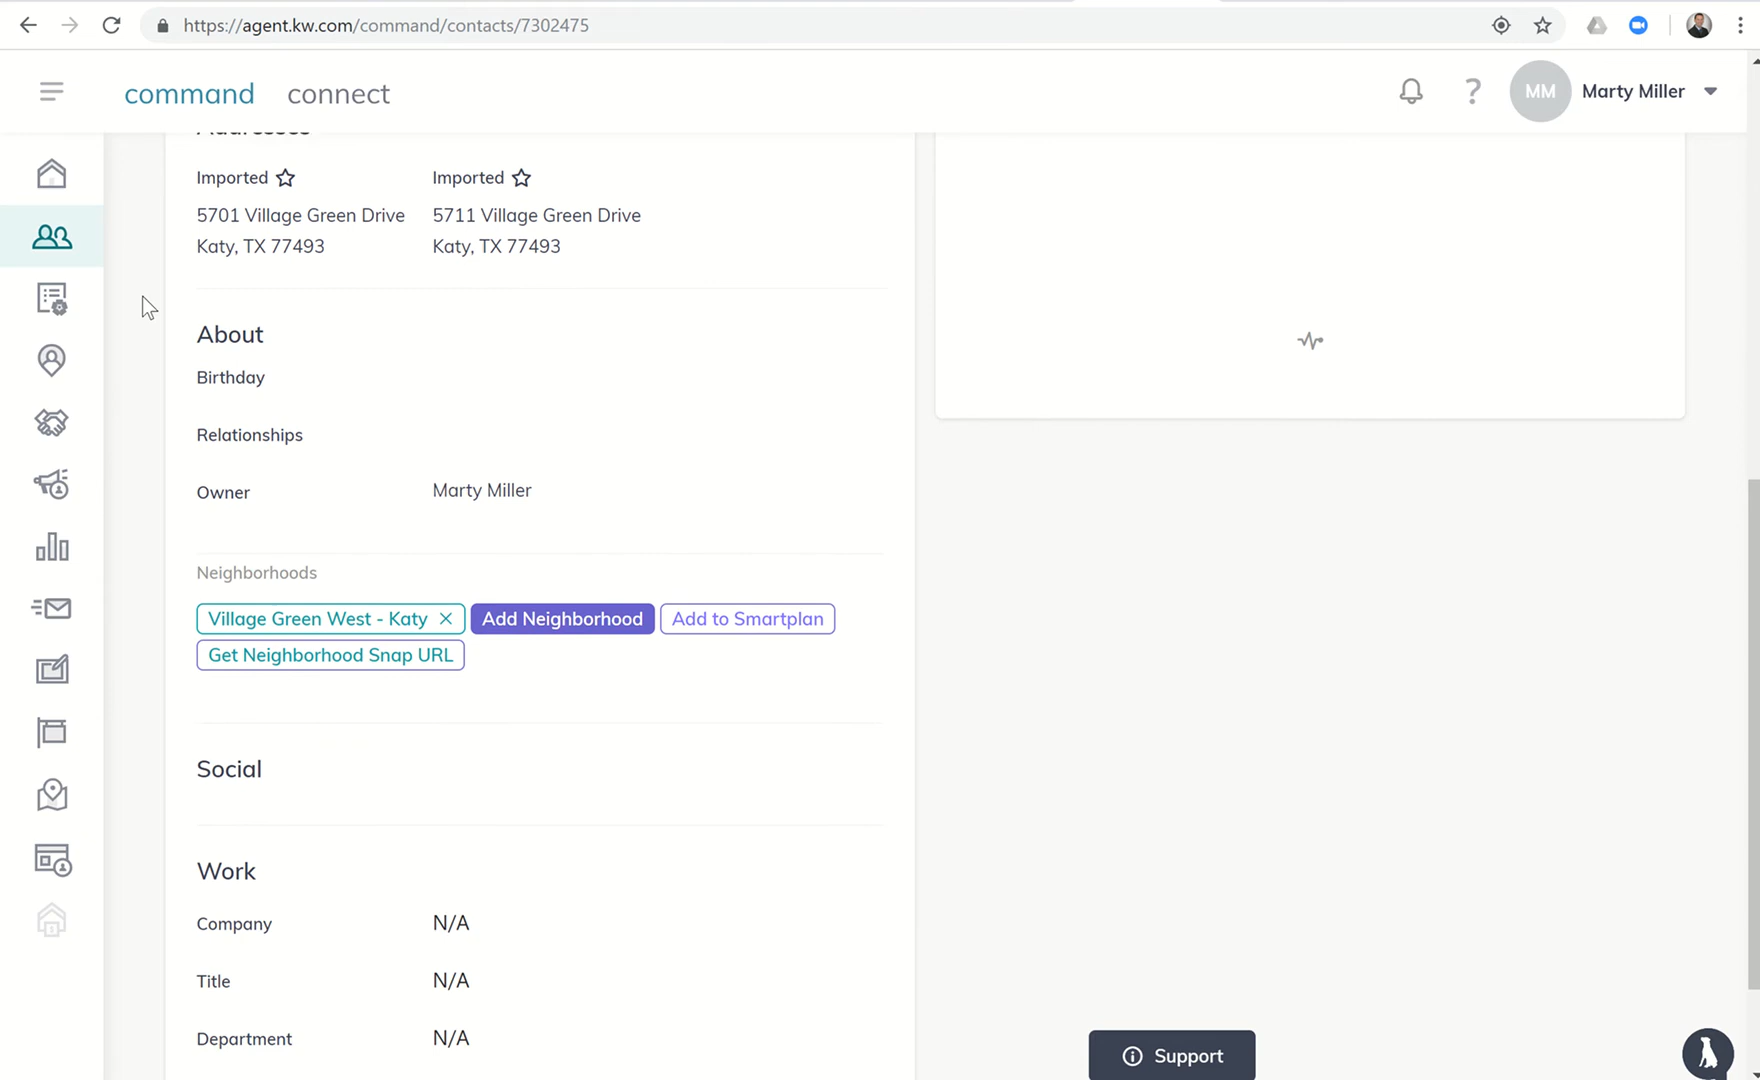 https://agent.kw.com/command/contacts/7302475
command connect
? MM Marty Miller
Addresses
Imported Imported
5701 Village Green Drive 5711 Village Green Drive
Katy, TX 77493 Katy, TX 77493
About
Birthday
Relationships
Owner Marty Miller
Neighborhoods
Village Green West - Katy × Add Neighborhood Add to Smartplan
Get Neighborhood Snap URL
Social
Work
Company N/A
Title N/A
Department N/A
Support